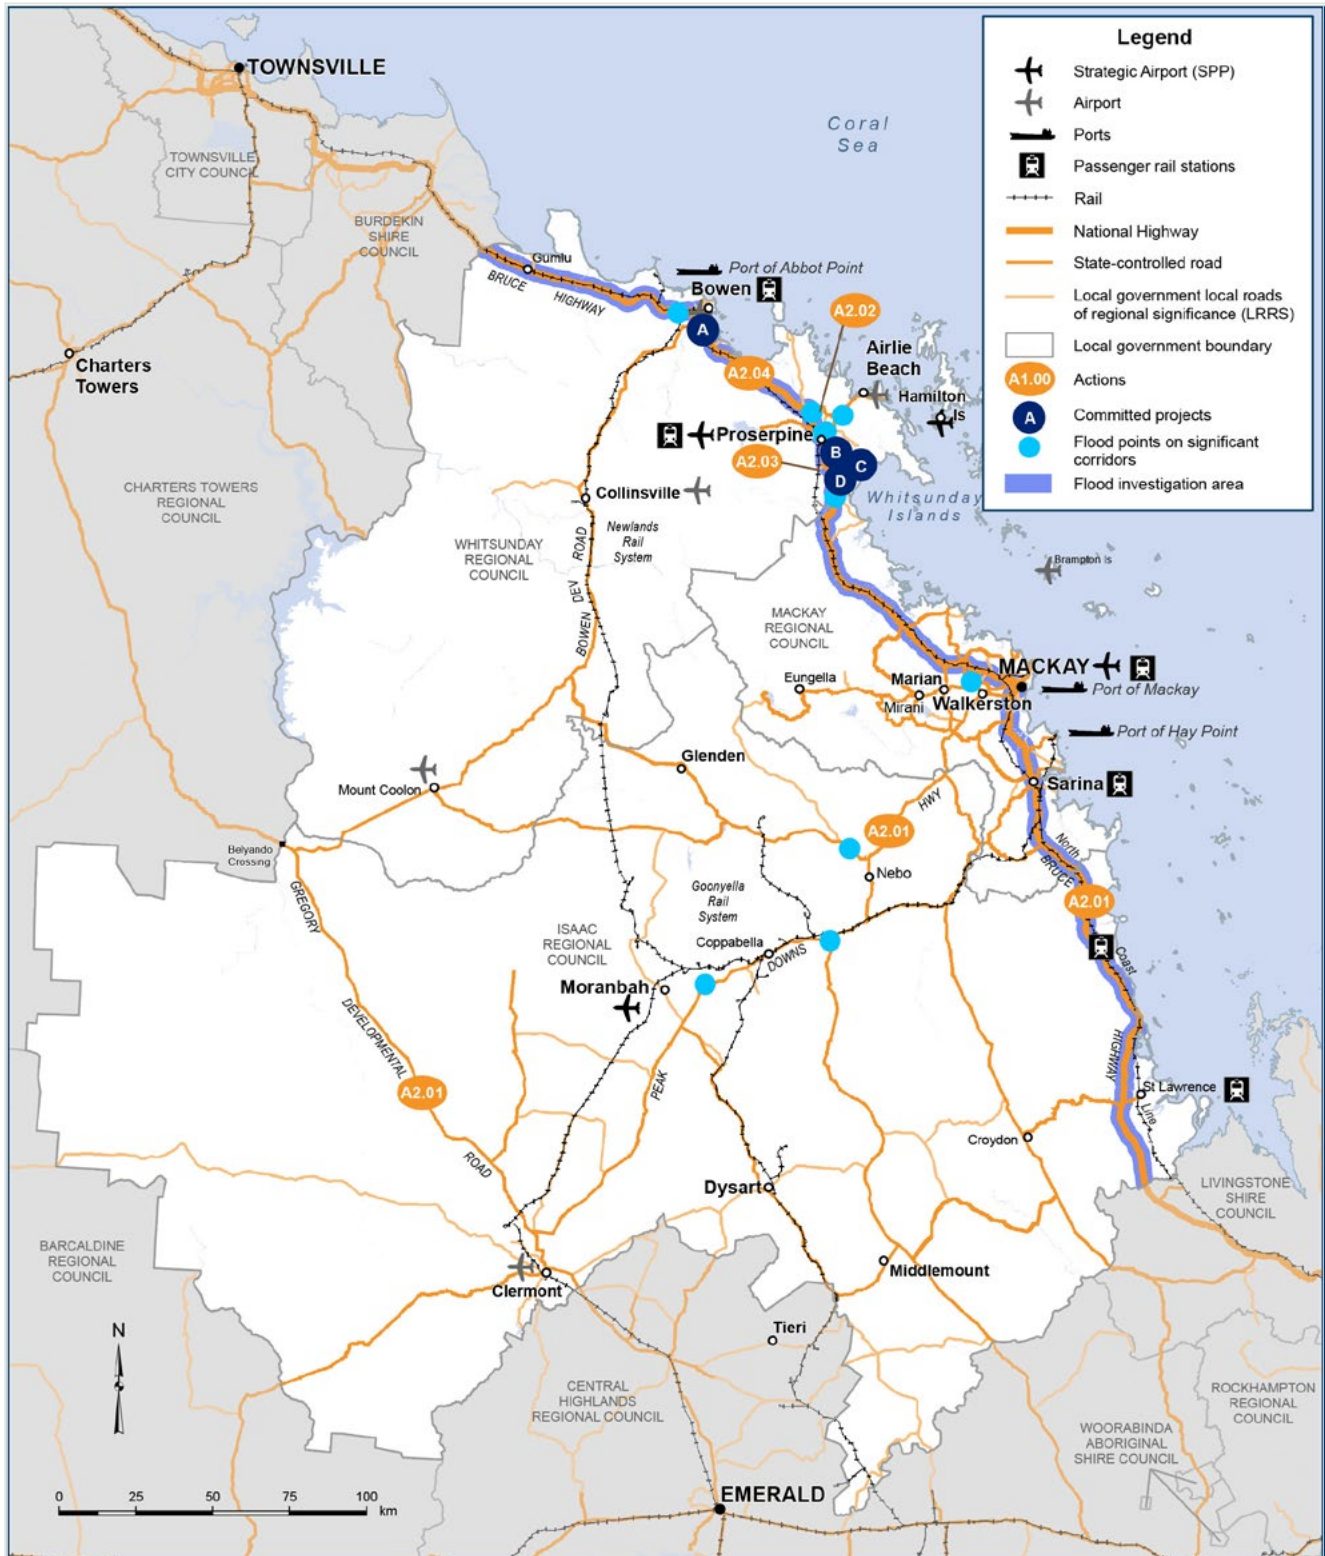 Legend
Strategic Airport (SPP)
Airport
Ports
Passenger rail stations
Rail
National Highway
State-controlled road
Local government local roads
of regional significance (LRRS)
Local government boundary
A1.00
Actions
A
Committed projects
Flood points on significant
corridors
Flood investigation area
TOWNSVILLE
Coral
Sea
TOWNSVILLE
CITY COUNCIL
BURDEKIN
SHIRE
COUNCIL
Gumlu
BRUCE
HIGHWAY
Port of Abbot Point
Bowen
A
A2.02
Charters
Towers
A2.04
Airlie
Beach
Hamilton
Is
Proserpine
B
C
D
A2.03
Collinsville
Whitsunday
Islands
CHARTERS TOWERS
REGIONAL
COUNCIL
WHITSUNDAY
REGIONAL
COUNCIL
Newlands
Rail
System
BOWEN DEV ROAD
Brampton Is
MACKAY
REGIONAL
COUNCIL
MACKAY
Eungella
Marian
Mirani
Walkerston
Port of Mackay
Port of Hay Point
Glenden
Sarina
Mount Coolon
HWY
A2.01
Belyando
Crossing
Nebo
North
BRUCE
A2.01
GREGORY
Goonyella
Rail
System
ISAAC
REGIONAL
COUNCIL
Coppabella
DOWNS
Coast
Moranbah
DEVELOPMENTAL
A2.01
PEAK
HIGHWAY
St Lawrence
Line
Croydon
ROAD
Dysart
LIVINGSTONE
SHIRE
COUNCIL
BARCALDINE
REGIONAL
COUNCIL
Middlemount
Clermont
Tieri
N
CENTRAL
HIGHLANDS
REGIONAL COUNCIL
ROCKHAMPTON
REGIONAL
COUNCIL
WOORABINDA
ABORIGINAL
SHIRE COUNCIL
EMERALD
0 25 50 75 100
km